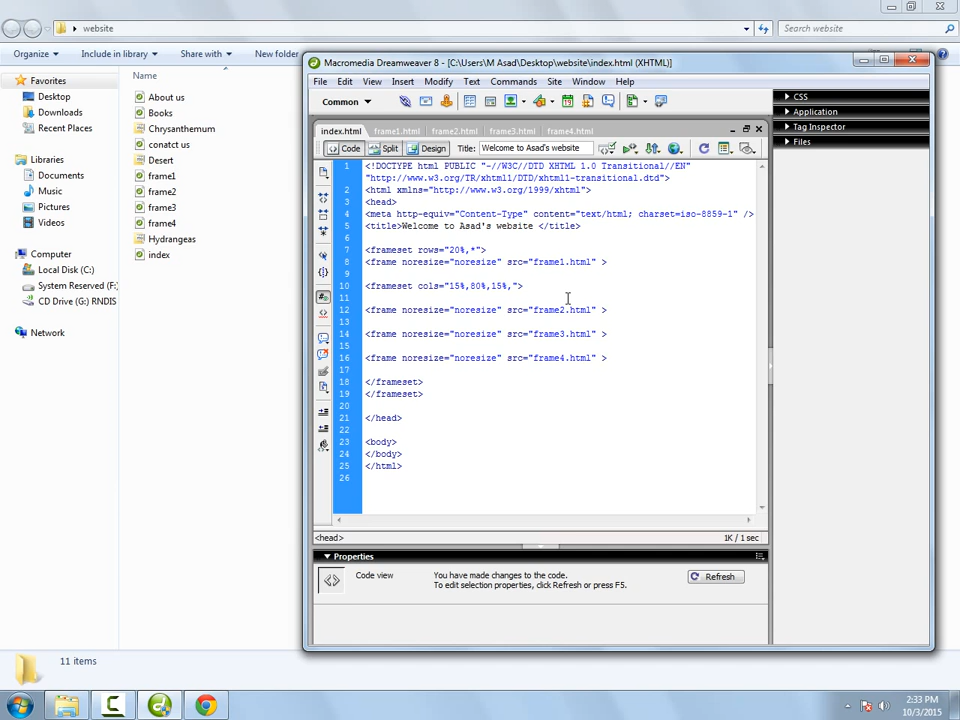 website
Search website
Organize
Include in library
Share with
New folder
Favorites
Desktop
Downloads
Recent Places
Libraries
Documents
Music
Pictures
Videos
Computer
Local Disk (C:)
System Reserved (F:)
CD Drive (G:) RNDIS
Network
Name
About us
Books
Chrysanthemum
conatct us
Desert
frame1
frame2
frame3
frame4
Hydrangeas
index
11 items
Macromedia Dreamweaver 8 - [C:\Users\M Asad\Desktop\website\index.html (XHTML)]
File Edit View Insert Modify Text Commands Site Window Help
Common
index.html frame1.html frame2.html frame3.html frame4.html
Code Split Design Title: Welcome to Asad's website
1 <!DOCTYPE html PUBLIC "-//W3C//DTD XHTML 1.0 Transitional//EN"
"http://www.w3.org/TR/xhtml1/DTD/xhtml1-transitional.dtd">
2 <html xmlns="http://www.w3.org/1999/xhtml">
3 <head>
4 <meta http-equiv="Content-Type" content="text/html; charset=iso-8859-1" />
5 <title>Welcome to Asad's website </title>
6
7 <frameset rows="20%,*">
8 <frame noresize="noresize" src="frame1.html" >
9
10 <frameset cols="15%,80%,15%,">
11
12 <frame noresize="noresize" src="frame2.html" >
13
14 <frame noresize="noresize" src="frame3.html" >
15
16 <frame noresize="noresize" src="frame4.html" >
17
18 </frameset>
19 </frameset>
20
21 </head>
22
23 <body>
24 </body>
25 </html>
26
<head>
1K / 1 sec
Properties
Code view
You have made changes to the code.
To edit selection properties, click Refresh or press F5.
Refresh
CSS
Application
Tag Inspector
Files
2:33 PM
10/3/2015